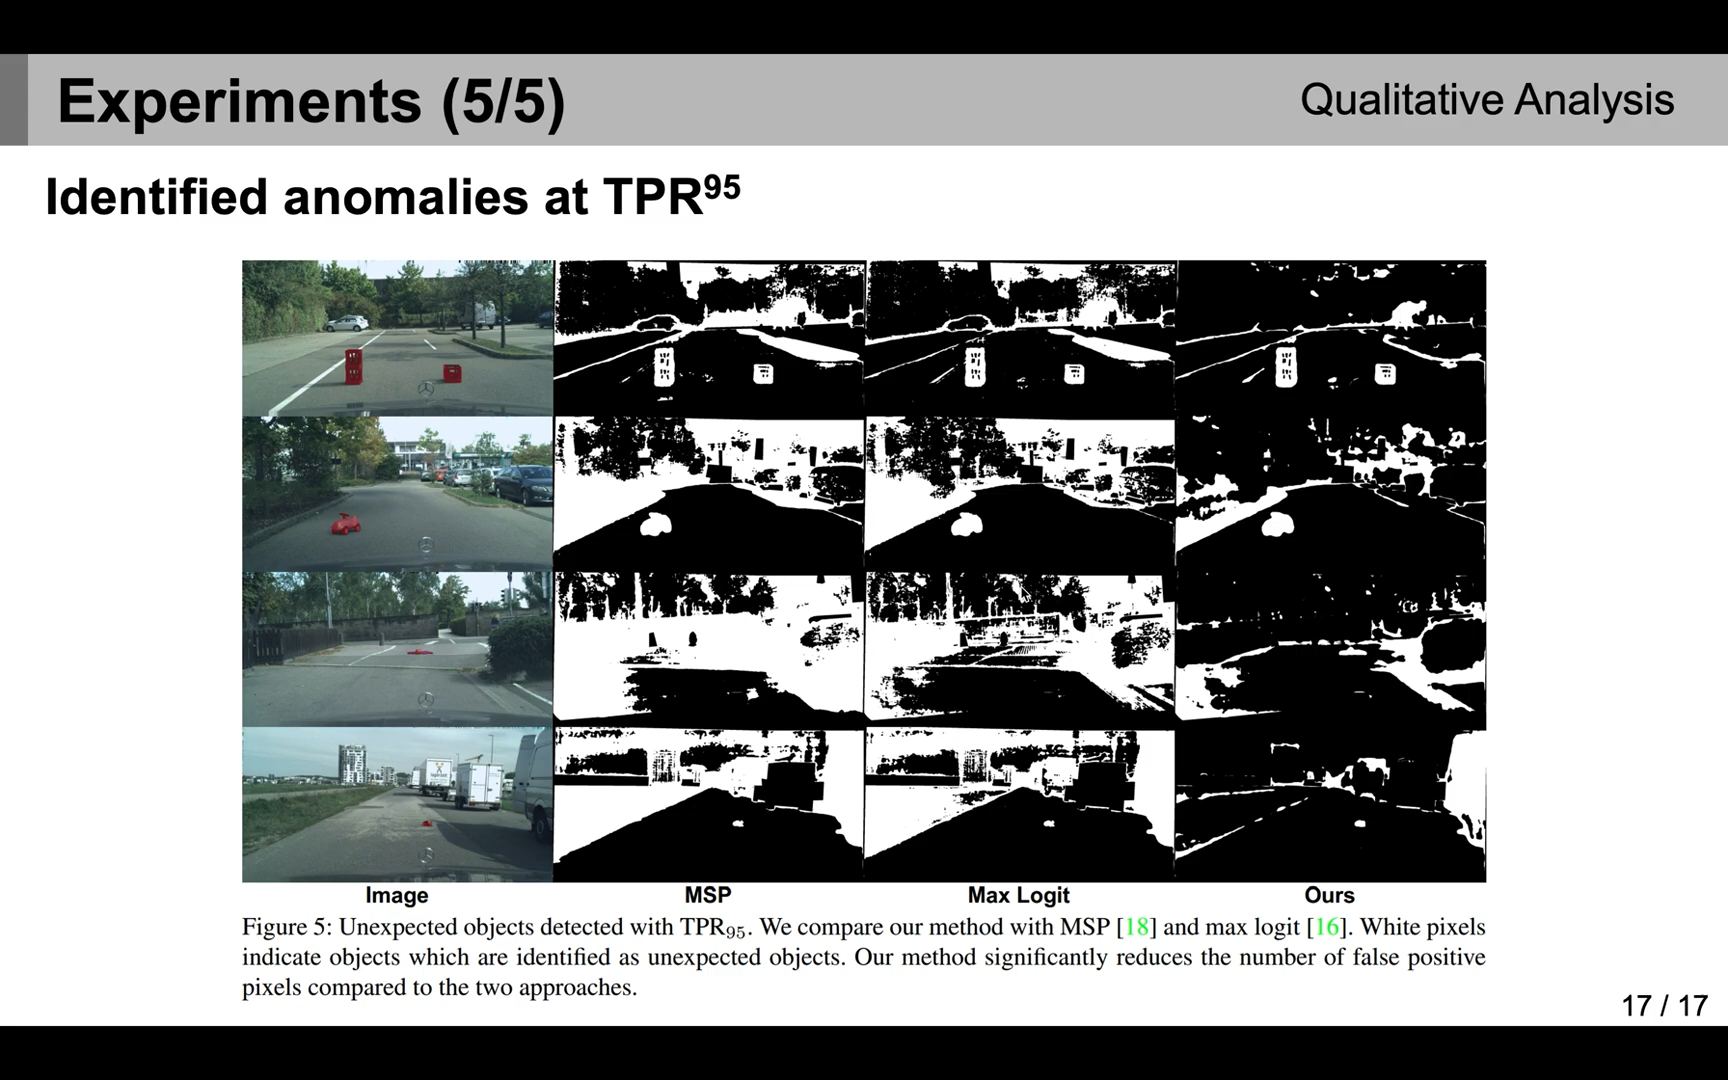 Experiments (5/5)
Qualitative Analysis
Identified anomalies at TPR⁹⁵
Image MSP Max Logit Ours
Figure 5: Unexpected objects detected with TPR₉₅. We compare our method with MSP [18] and max logit [16]. White pixels
indicate objects which are identified as unexpected objects. Our method significantly reduces the number of false positive
pixels compared to the two approaches.
17 / 17